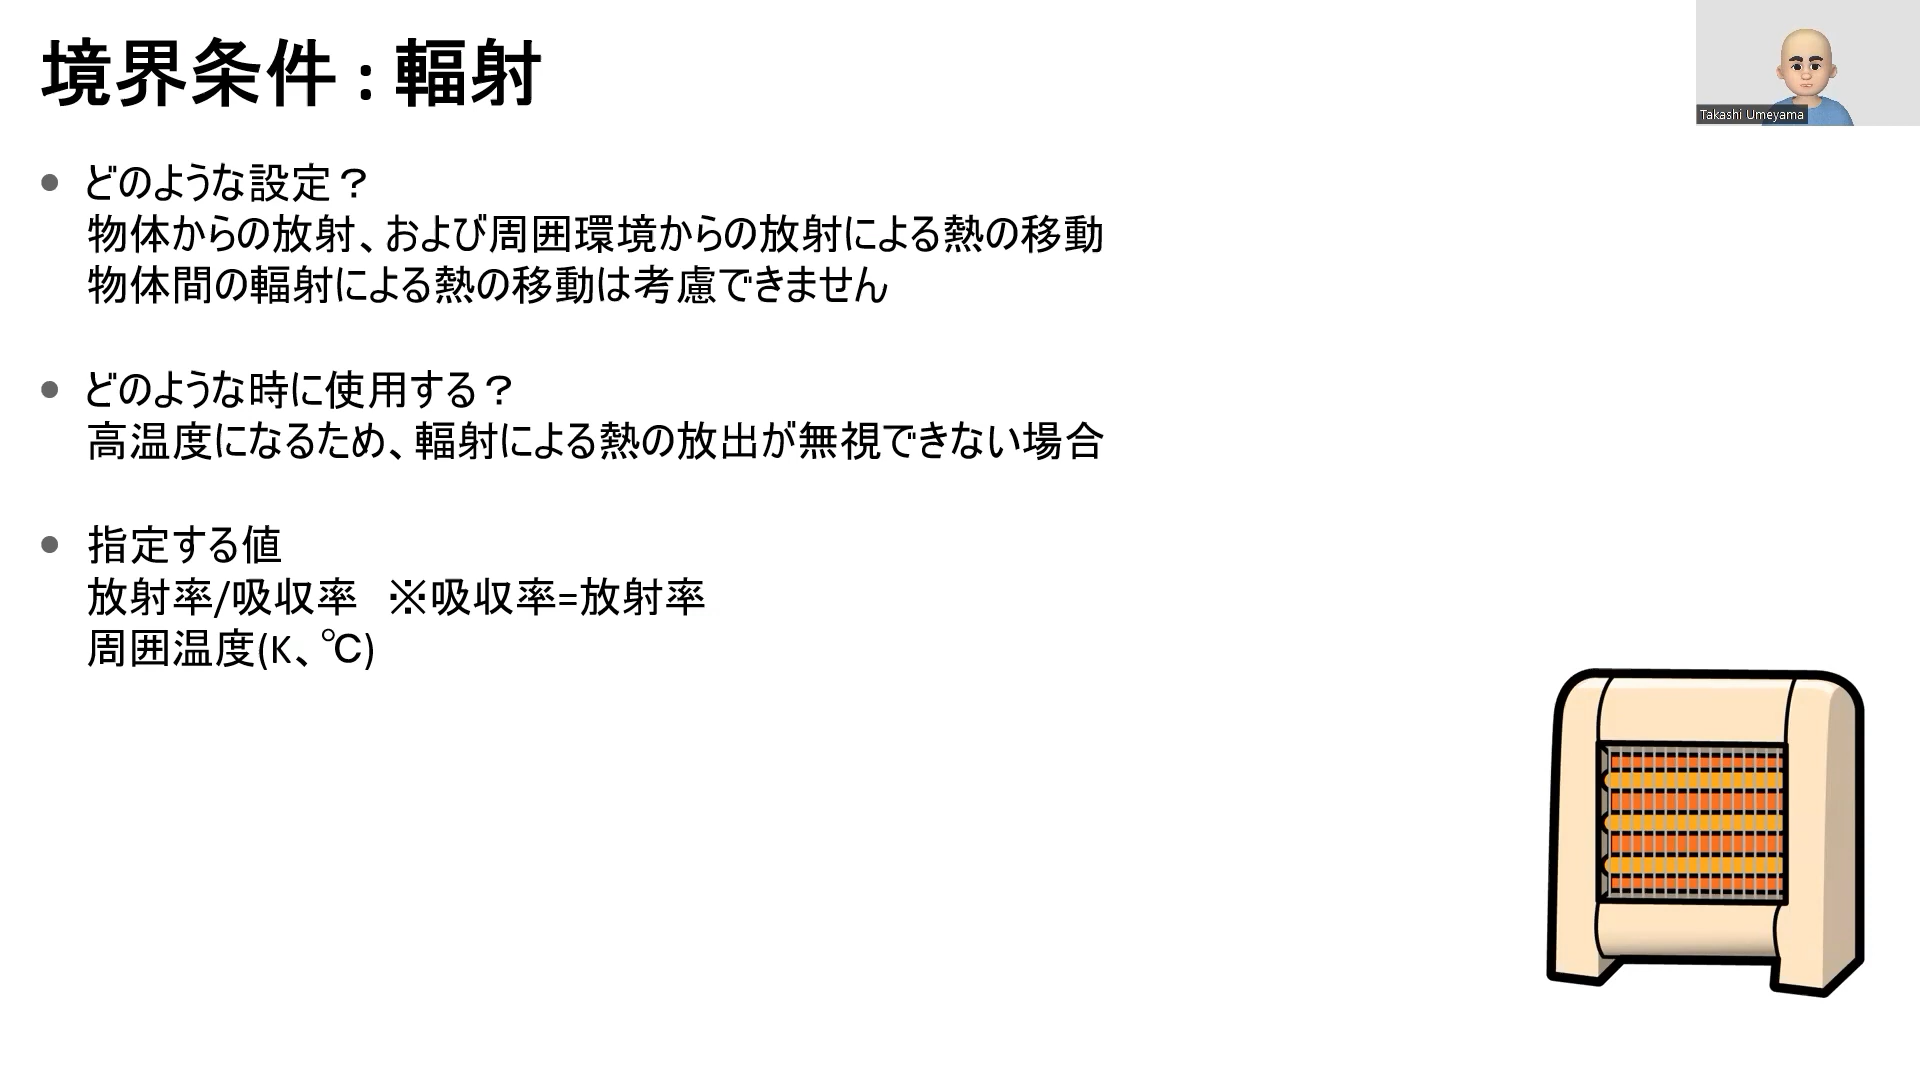 境界条件 : 輻射
Takashi Umeyama
• どのような設定？
物体からの放射、および周囲環境からの放射による熱の移動
物体間の輻射による熱の移動は考慮できません
• どのような時に使用する？
高温度になるため、輻射による熱の放出が無視できない場合
• 指定する値
放射率/吸収率　※吸収率=放射率
周囲温度(K、℃)